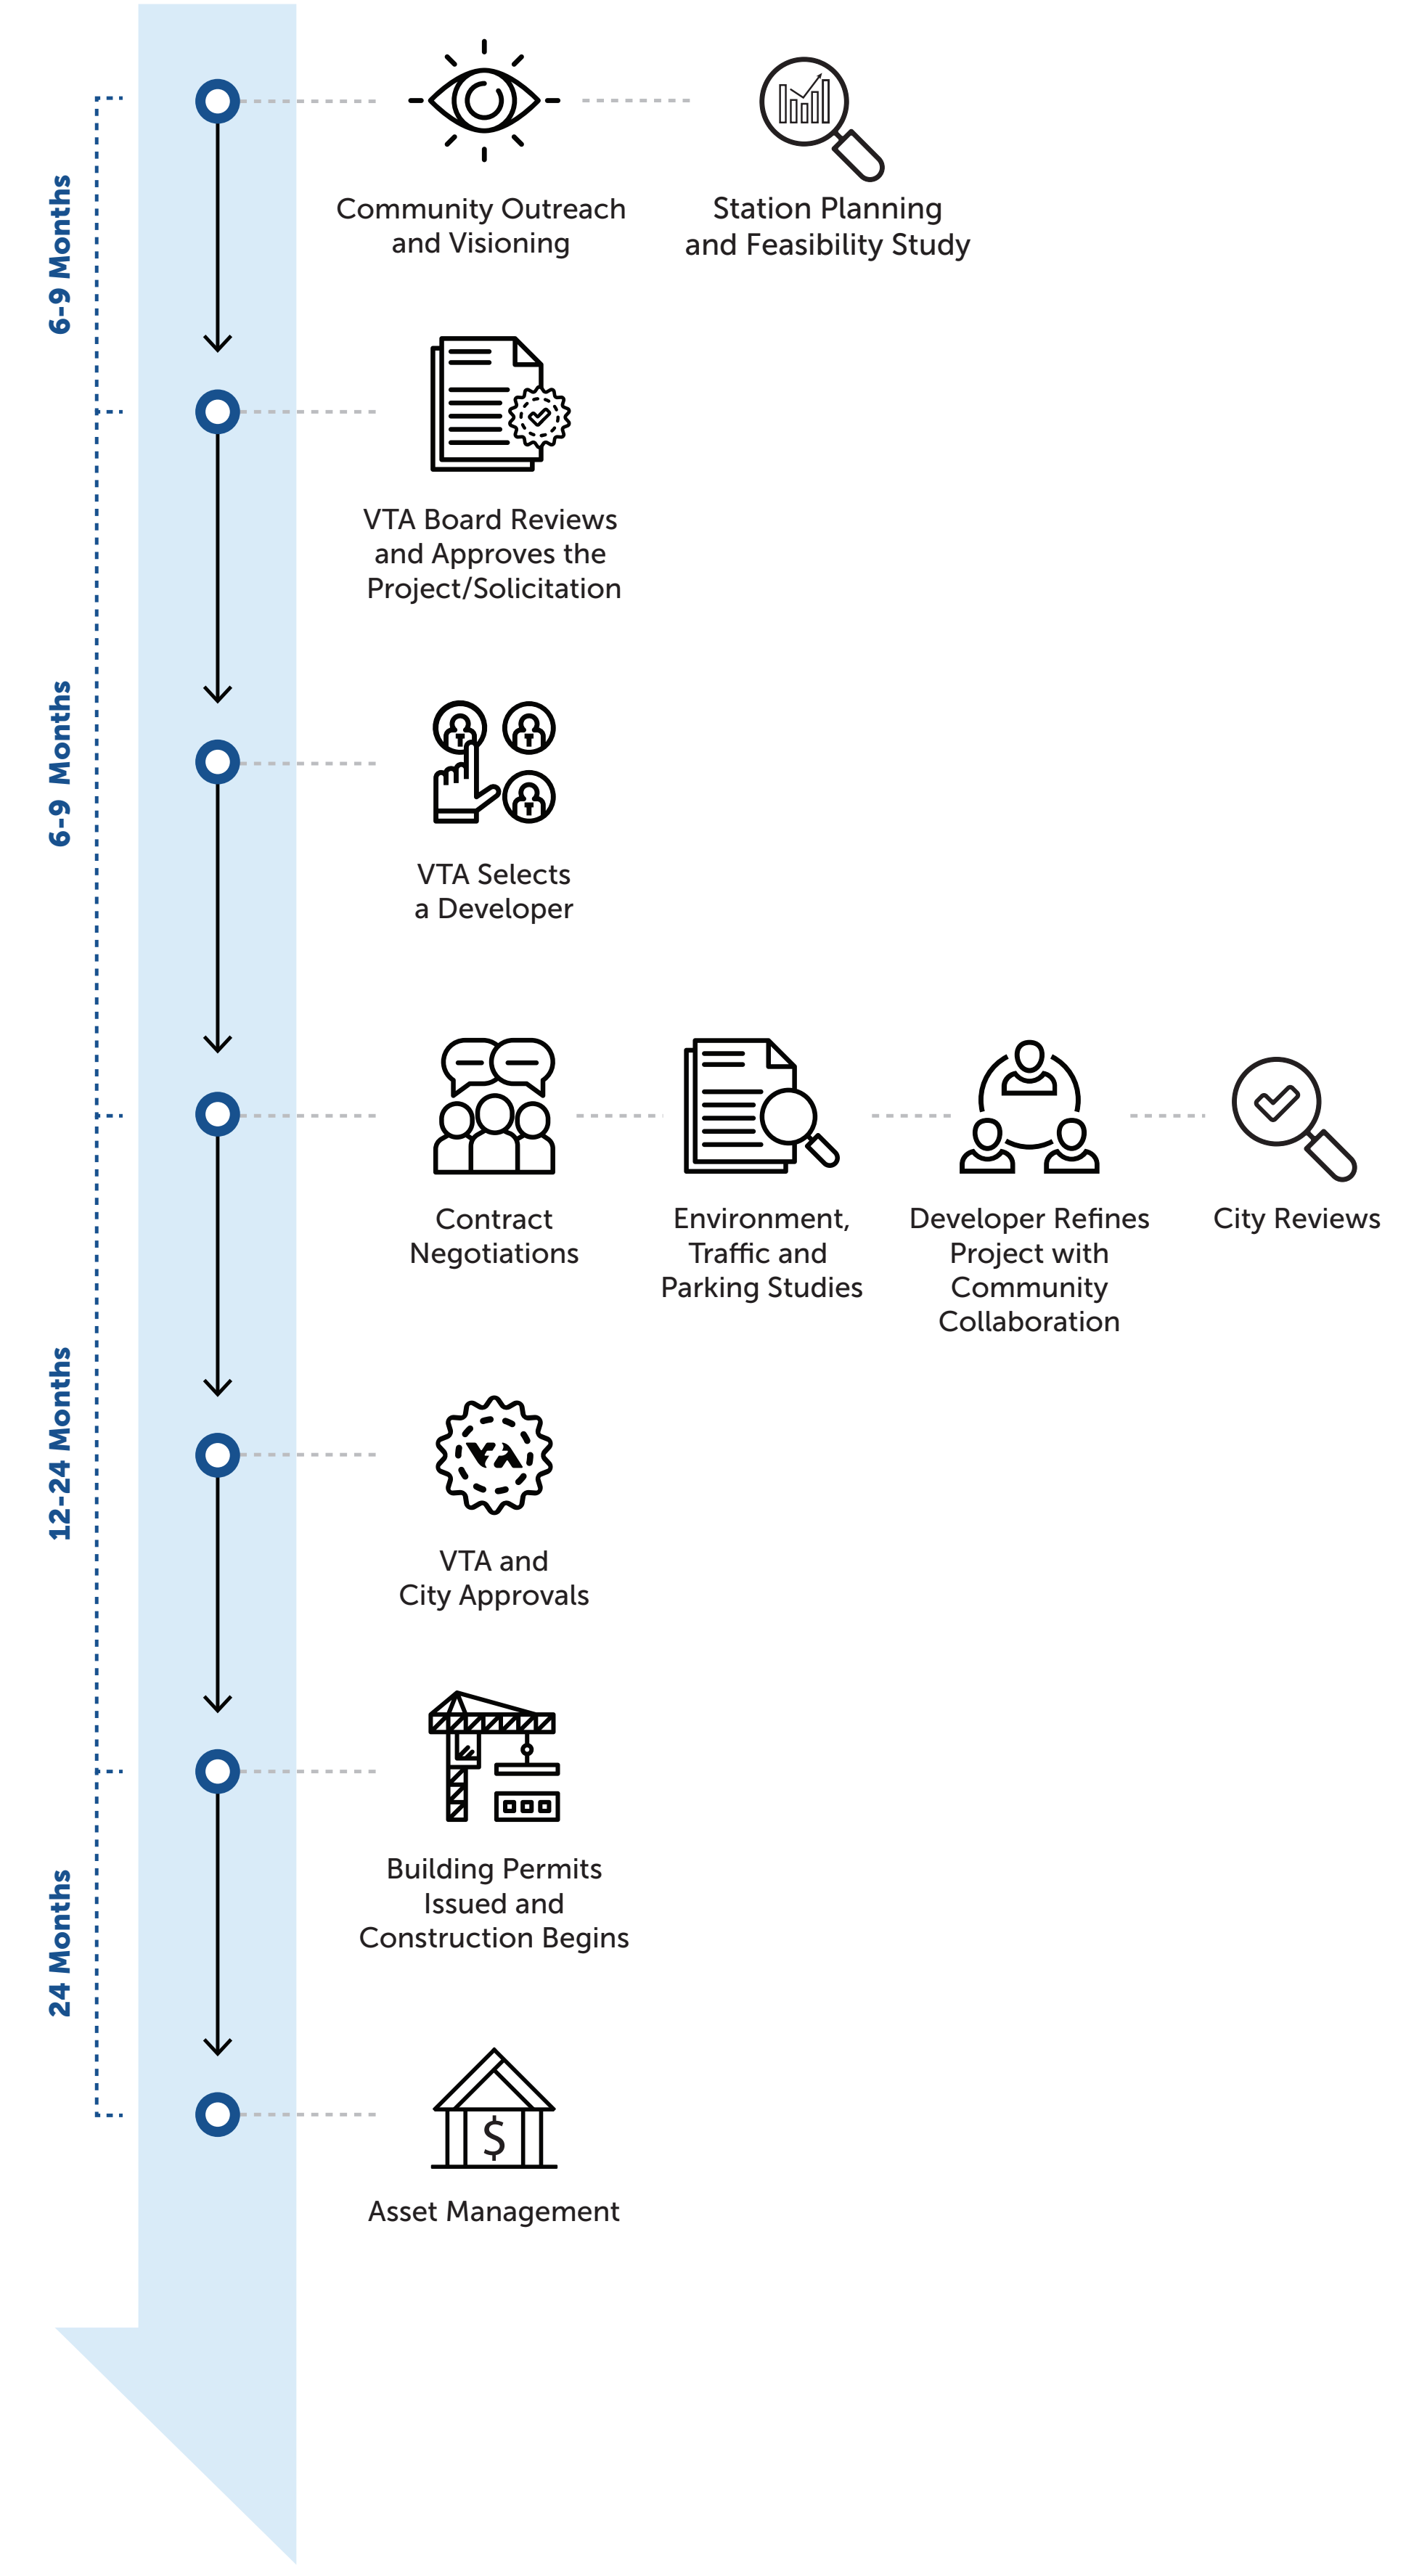 6-9 Months
Community Outreach
and Visioning
Station Planning
and Feasibility Study
VTA Board Reviews
and Approves the
Project/Solicitation
6-9 Months
VTA Selects
a Developer
Contract
Negotiations
Environment,
Traffic and
Parking Studies
Developer Refines
Project with
Community
Collaboration
City Reviews
12-24 Months
VTA
VTA and
City Approvals
Building Permits
Issued and
Construction Begins
24 Months
$
Asset Management